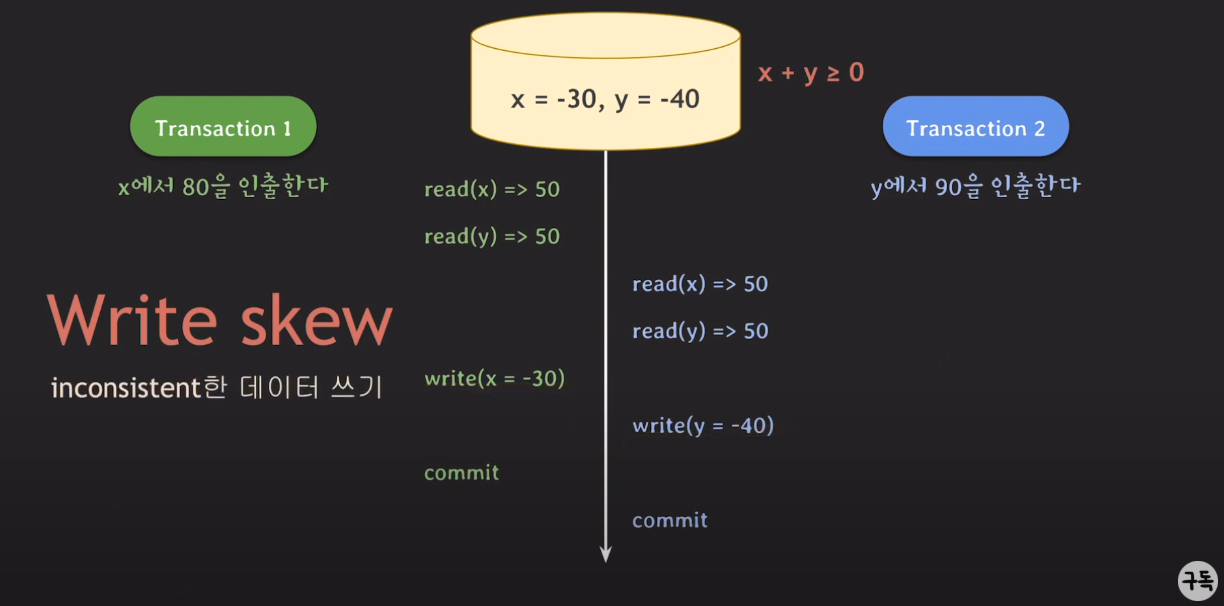 x = -30, y = -40
x + y ≥ 0
Transaction 1
x에서 80을 인출한다
Transaction 2
y에서 90을 인출한다
read(x) => 50
read(y) => 50
read(x) => 50
read(y) => 50
Write skew
inconsistent한 데이터 쓰기
write(x = -30)
write(y = -40)
commit
commit
구독